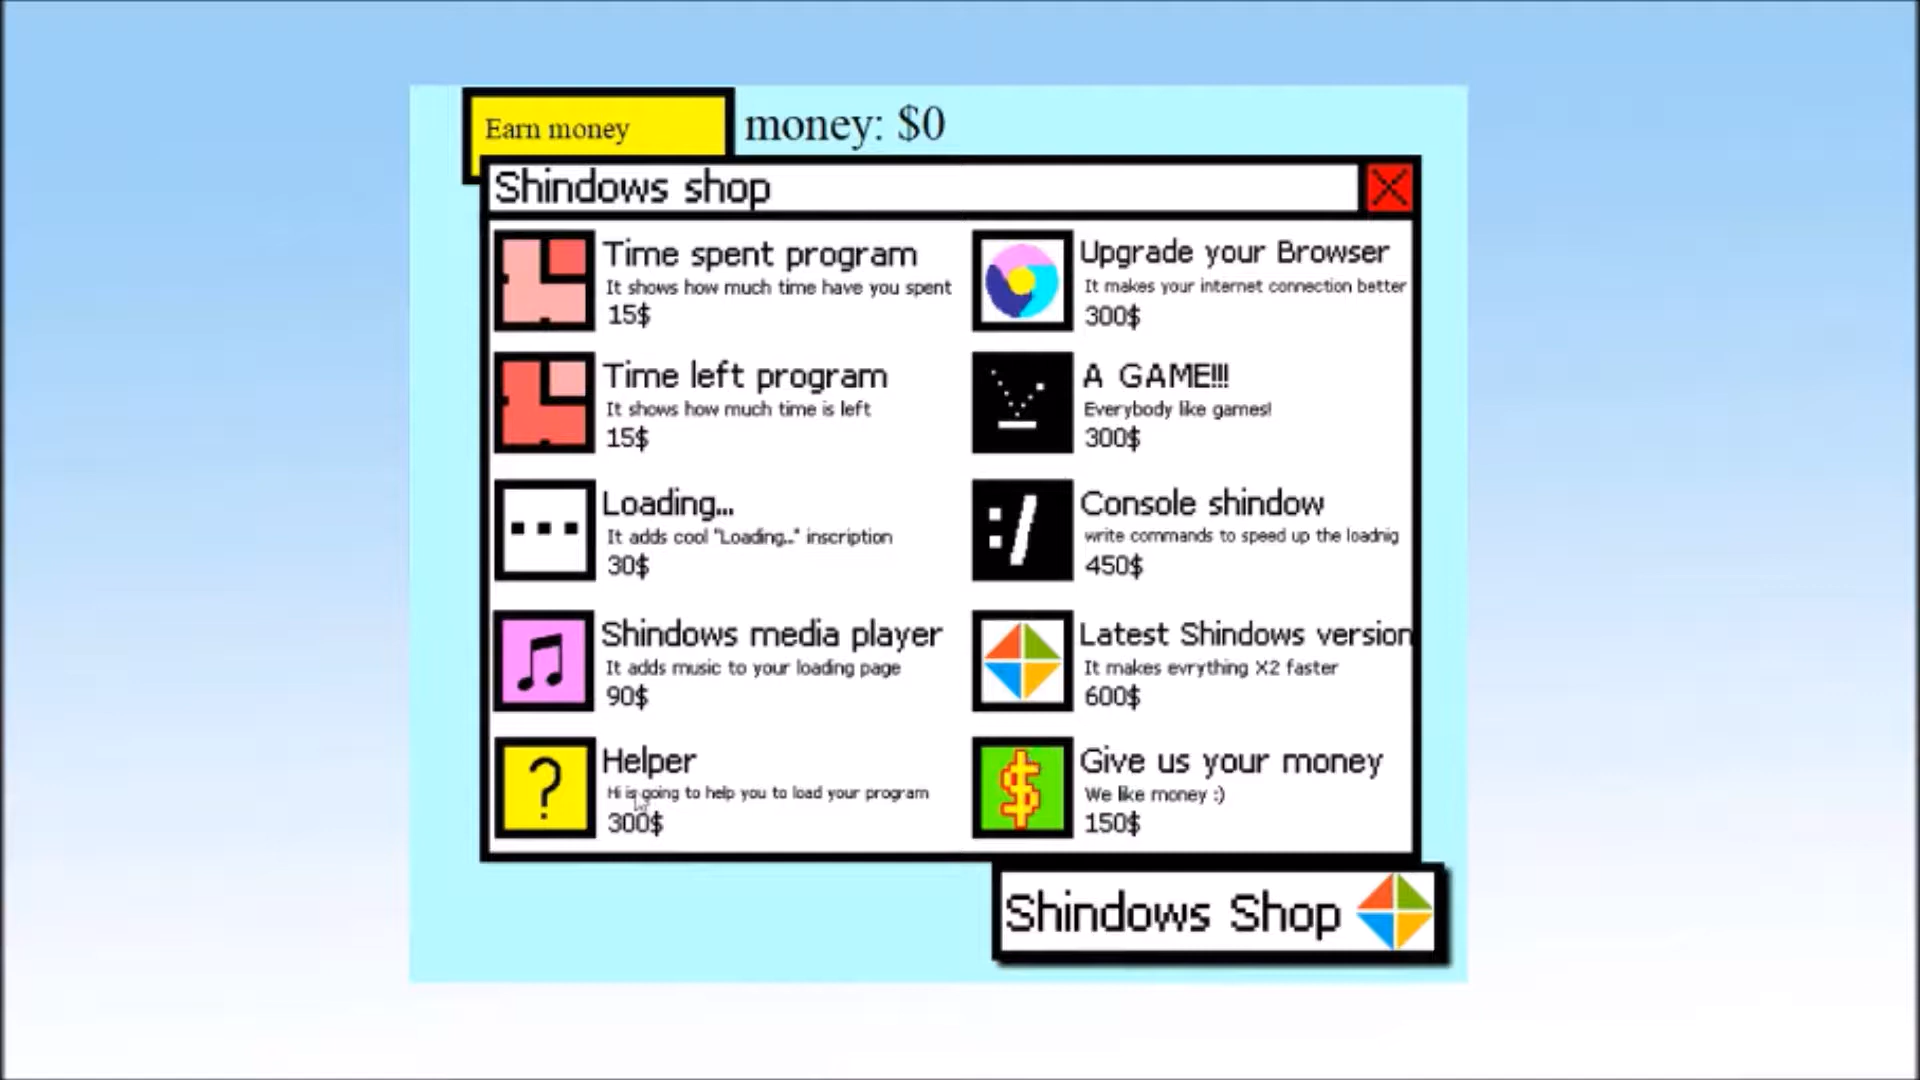 Earn money
money: $0
Shindows shop
Time spent program
It shows how much time have you spent
15$
Time left program
It shows how much time is left
15$
Loading...
It adds cool "Loading..." inscription
30$
Shindows media player
It adds music to your loading page
90$
Helper
Hi is going to help you to load your program
300$
Upgrade your Browser
It makes your internet connection better
300$
A GAME!!!
Everybody like games!
300$
:/
Console shindow
write commands to speed up the loadnig
450$
Latest Shindows version
It makes evrything X2 faster
600$
Give us your money
We like money :)
150$
Shindows Shop